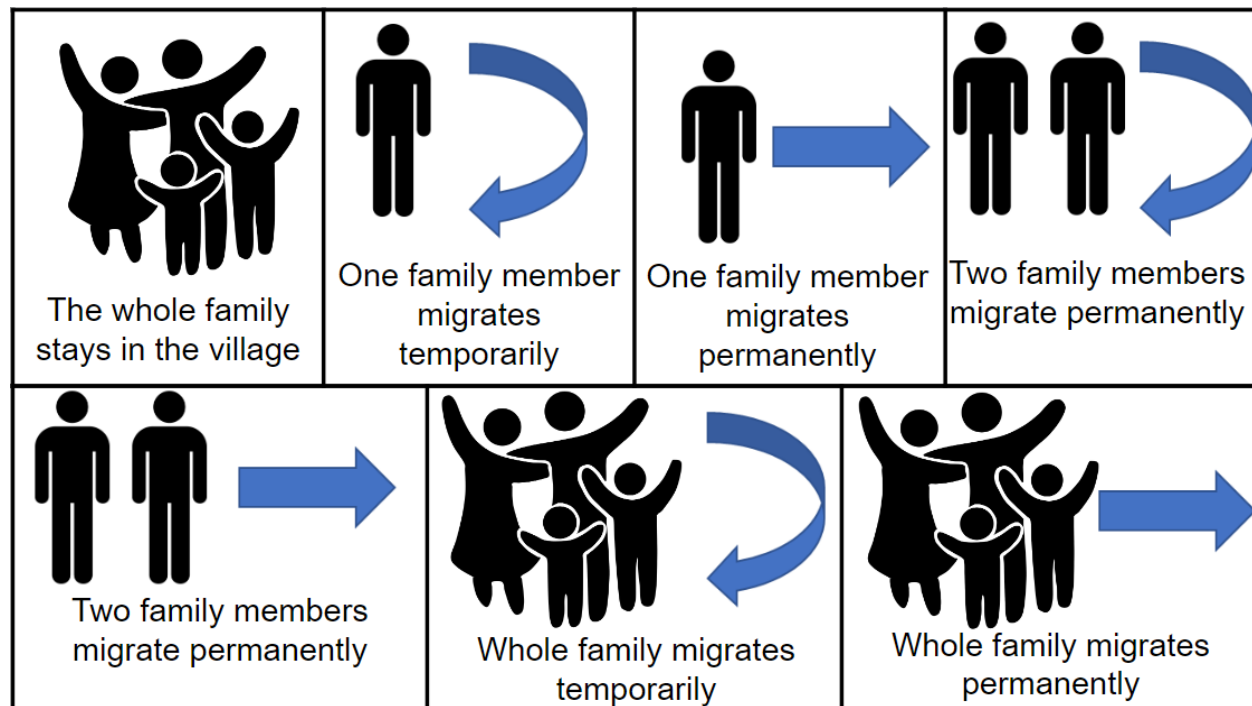 The whole family
stays in the village
One family member
migrates
temporarily
One family member
migrates
permanently
Two family members
migrate permanently
Two family members
migrate permanently
Whole family migrates
temporarily
Whole family migrates
permanently